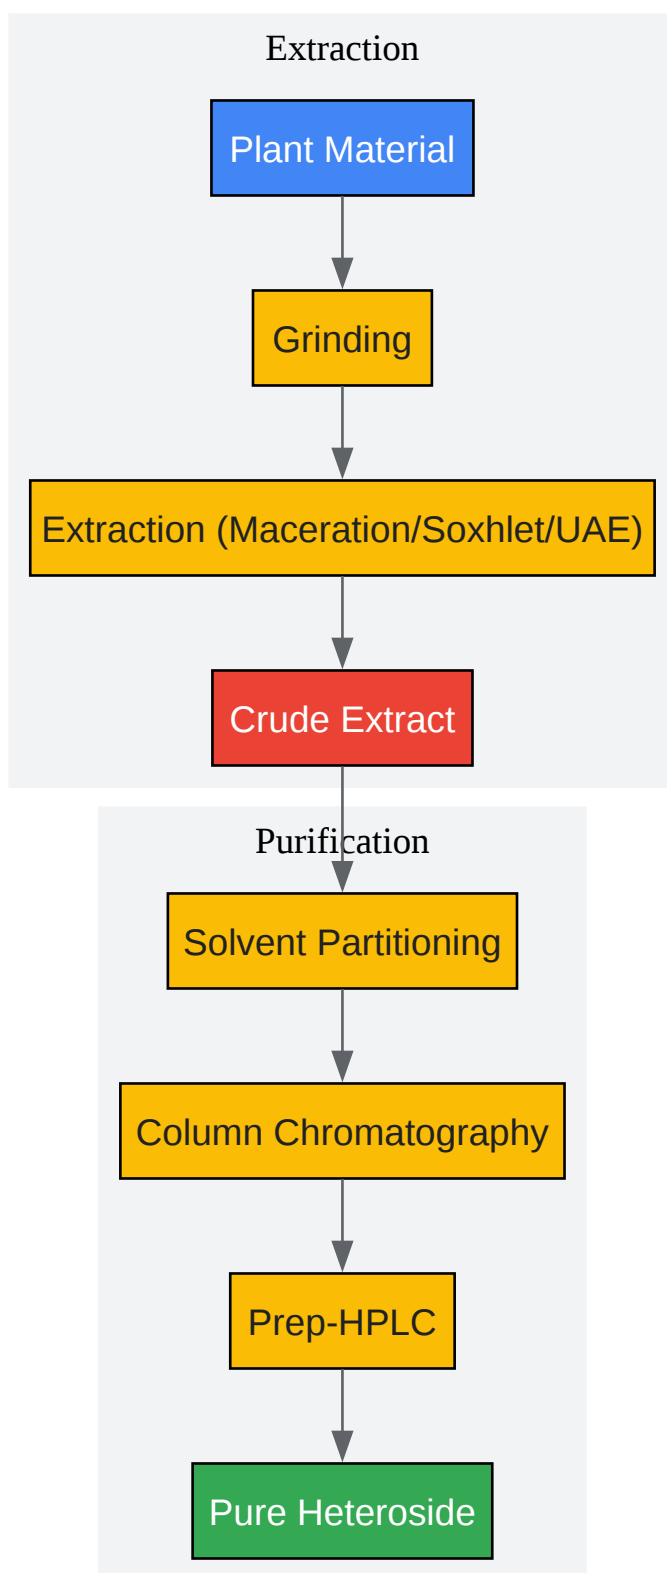 Extraction
Plant Material
Grinding
Extraction (Maceration/Soxhlet/UAE)
Crude Extract
Purification
Solvent Partitioning
Column Chromatography
Prep-HPLC
Pure Heteroside